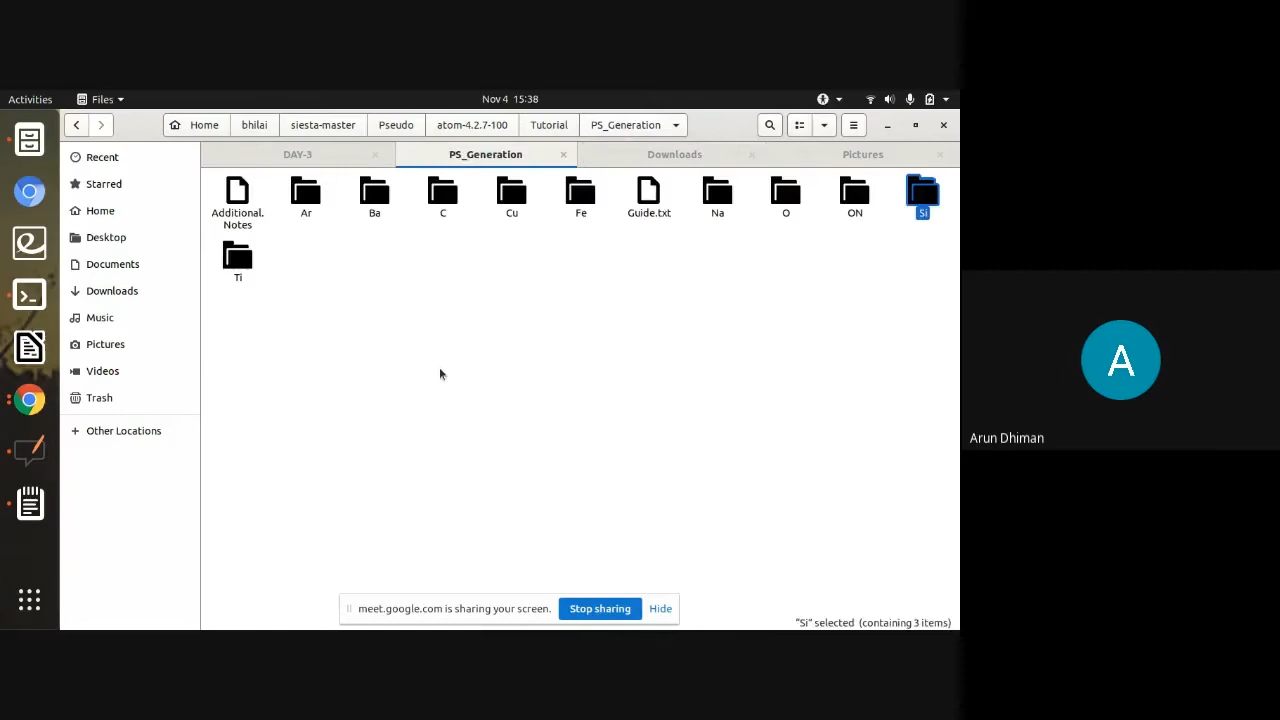 Activities
Files
Nov 4 15:38
Home
bhilai
siesta-master
Pseudo
atom-4.2.7-100
Tutorial
PS_Generation
DAY-3
PS_Generation
Downloads
Pictures
Recent
Starred
Home
Desktop
Documents
Downloads
Music
Pictures
Videos
Trash
Other Locations
Additional.
Notes
Ar
Ba
C
Cu
Fe
Guide.txt
Na
O
ON
Si
Ti
meet.google.com is sharing your screen.
Stop sharing
Hide
"Si" selected (containing 3 items)
A
Arun Dhiman